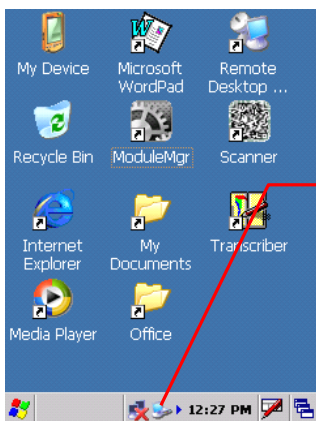 My Device
Microsoft
WordPad
Remote
Desktop ...
Recycle Bin
ModuleMgr
Scanner
Internet
Explorer
My
Documents
Transcriber
Media Player
Office
12:27 PM